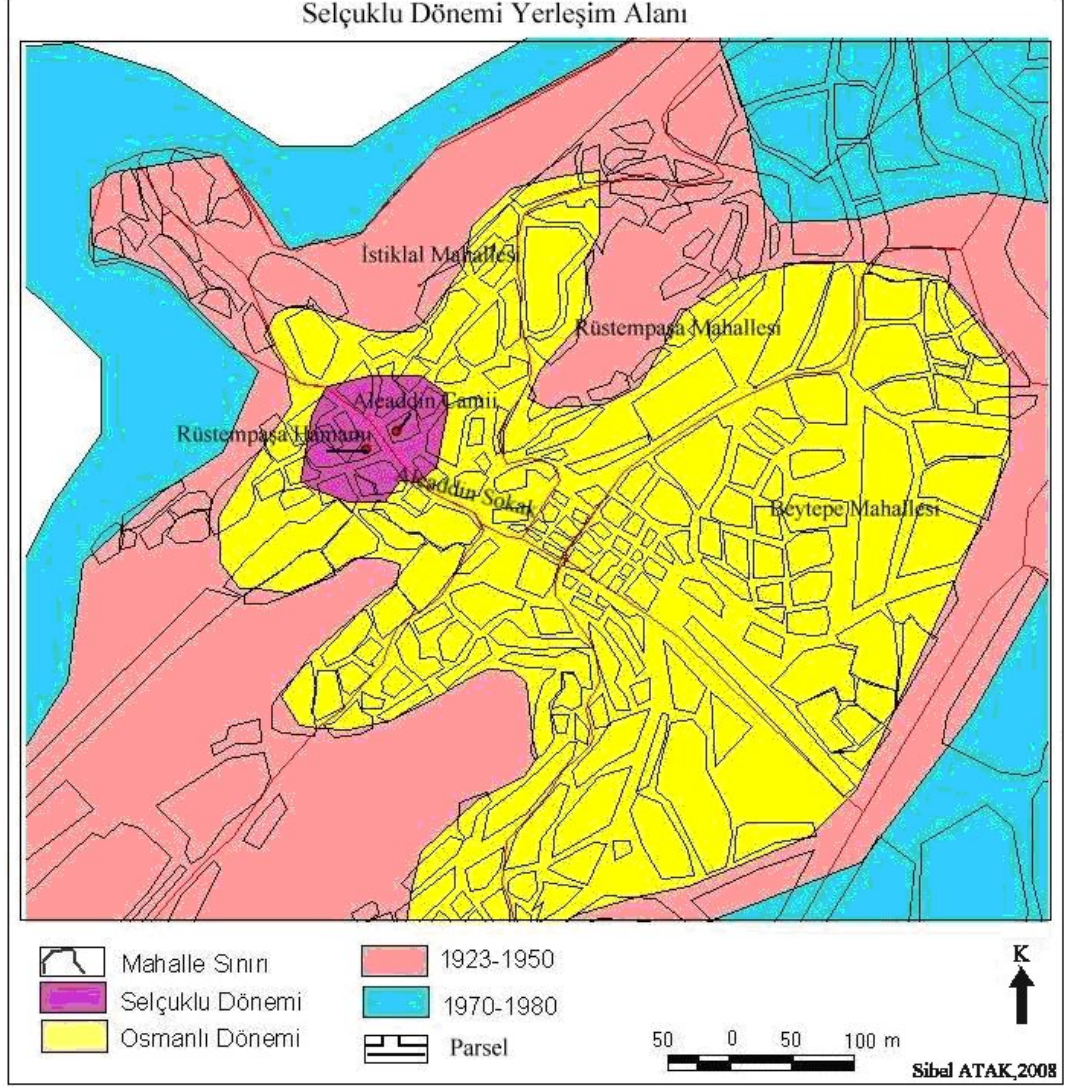 Selçuklu Dönemi Yerleşim Alanı
İstiklal Mahallesi
Rüstempaşa Mahallesi
Aleaddin Camii
Rüstempaşa Hamamı
Aleaddin Sokak
Beytepe Mahallesi
Mahalle Sınırı
Selçuklu Dönemi
Osmanlı Dönemi
1923-1950
1970-1980
Parsel
K
50 0 50 100 m
Sibel ATAK,2008